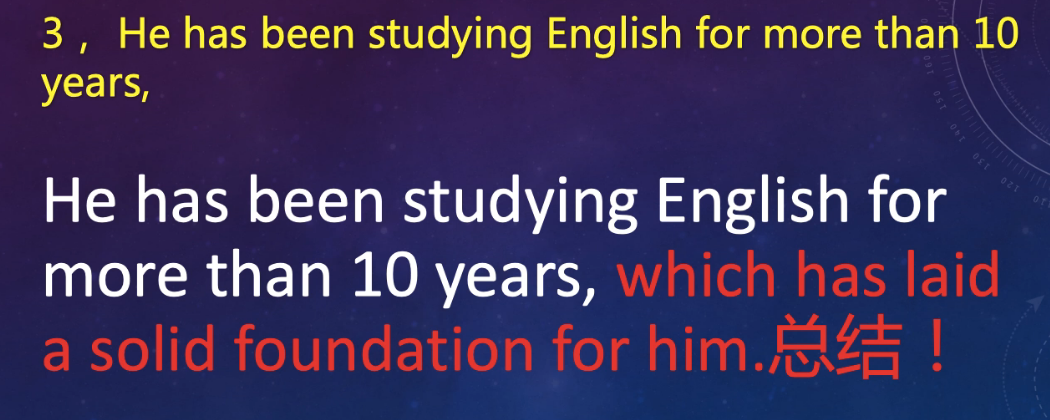 3， He has been studying English for more than 10
years,
He has been studying English for
more than 10 years, which has laid
a solid foundation for him.总结！